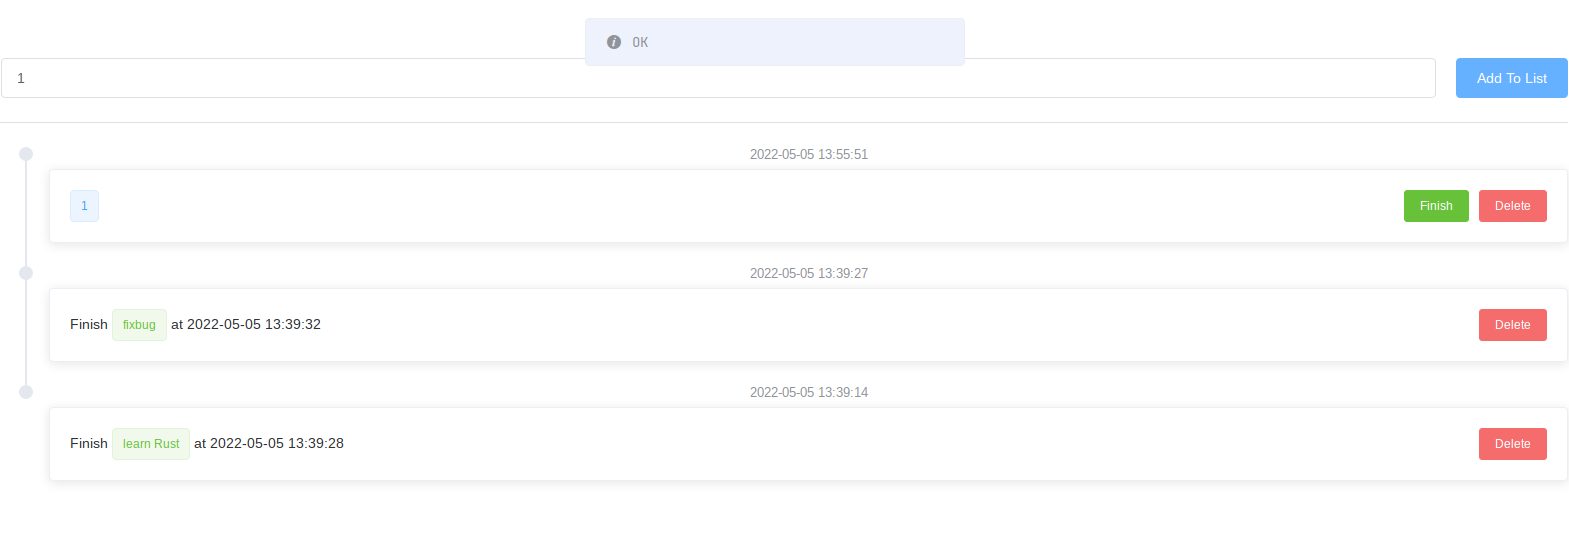 OK
1 Add To List
2022-05-05 13:55:51
1 Finish Delete
2022-05-05 13:39:27
Finish fixbug at 2022-05-05 13:39:32 Delete
2022-05-05 13:39:14
Finish learn Rust at 2022-05-05 13:39:28 Delete